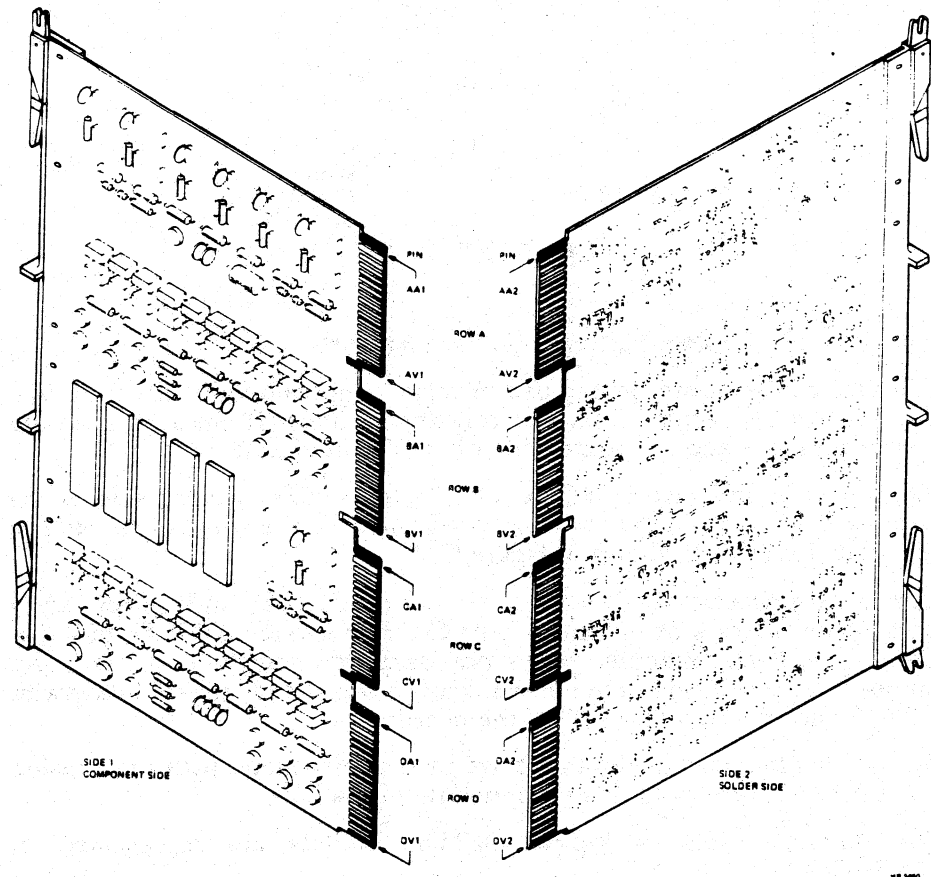 PIN
PIN
AA1
AA2
ROW A
AV1
AV2
BA1
BA2
ROW B
BV1
BV2
CA1
CA2
ROW C
CV1
CV2
DA1
DA2
ROW D
DV1
DV2
SIDE 1
COMPONENT SIDE
SIDE 2
SOLDER SIDE